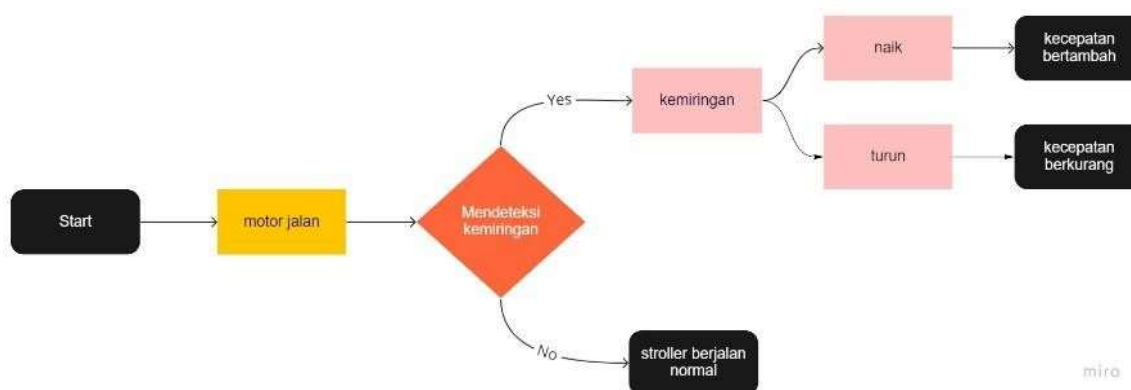 Start
motor jalan
Mendeteksi
kemiringan
Yes
kemiringan
naik
kecepatan
bertambah
turun
kecepatan
berkurang
No
stroller berjalan
normal
miro